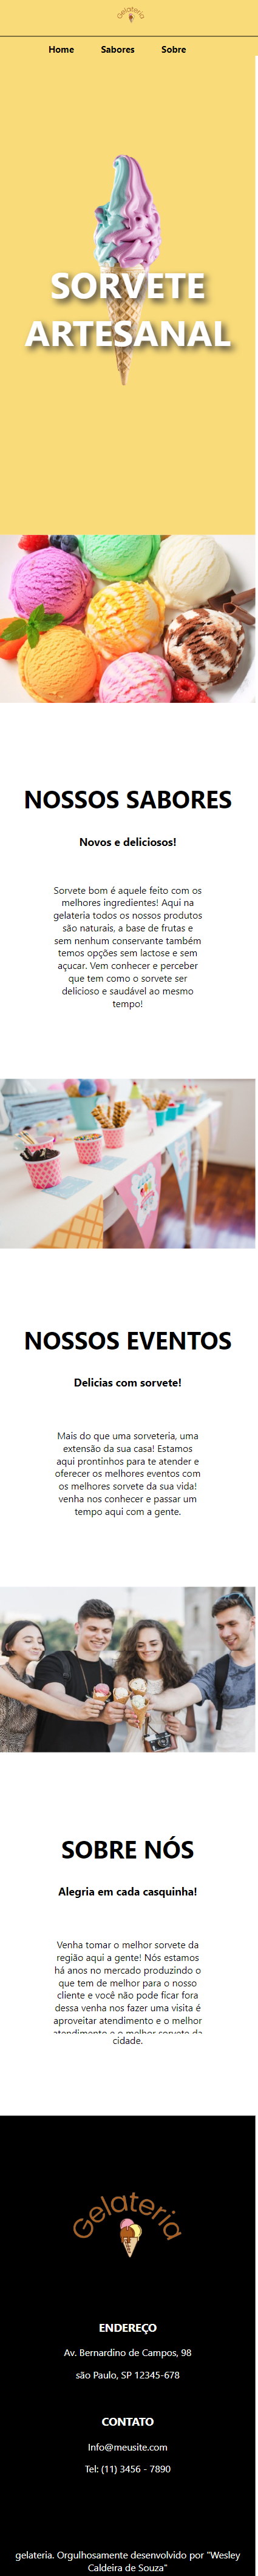 Gelateria
Home Sabores Sobre
SORVETE
ARTESANAL
NOSSOS SABORES
Novos e deliciosos!
Sorvete bom é aquele feito com os
melhores ingredientes! Aqui na
gelateria todos os nossos produtos
são naturais, a base de frutas e
sem nenhum conservante também
temos opções sem lactose e sem
açucar. Vem conhecer e perceber
que tem como o sorvete ser
delicioso e saudável ao mesmo
tempo!
NOSSOS EVENTOS
Delicias com sorvete!
Mais do que uma sorveteria, uma
extensão da sua casa! Estamos
aqui prontinhos para te atender e
oferecer os melhores eventos com
os melhores sorvete da sua vida!
venha nos conhecer e passar um
tempo aqui com a gente.
SOBRE NÓS
Alegria em cada casquinha!
Venha tomar o melhor sorvete da
região aqui a gente! Nós estamos
há anos no mercado produzindo o
que tem de melhor para o nosso
cliente e você não pode ficar fora
dessa venha nos fazer uma visita é
aproveitar atendimento e o melhor
atendimento e o melhor sorvete da
cidade.
Gelateria
ENDEREÇO
Av. Bernardino de Campos, 98
são Paulo, SP 12345-678
CONTATO
Info@meusite.com
Tel: (11) 3456 - 7890
gelateria. Orgulhosamente desenvolvido por "Wesley
Caldeira de Souza"